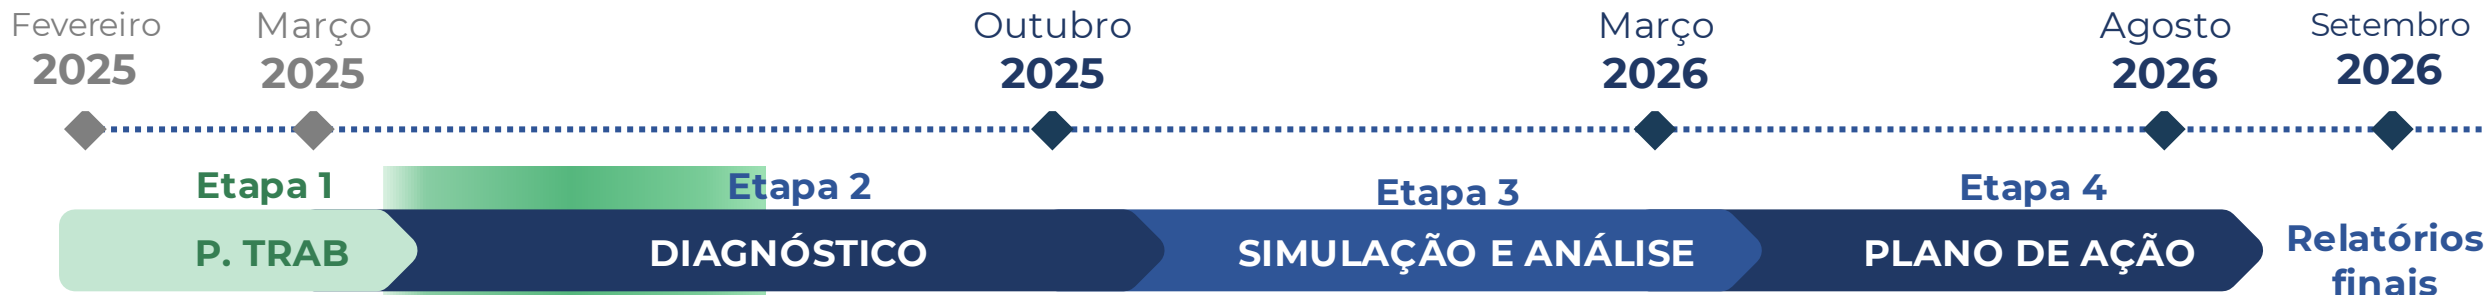 Fevereiro
2025
Março
2025
Outubro
2025
Março
2026
Agosto
2026
Setembro
2026
Etapa 1
Etapa 2
Etapa 3
Etapa 4
P. TRAB
DIAGNÓSTICO
SIMULAÇÃO E ANÁLISE
PLANO DE AÇÃO
Relatórios
finais